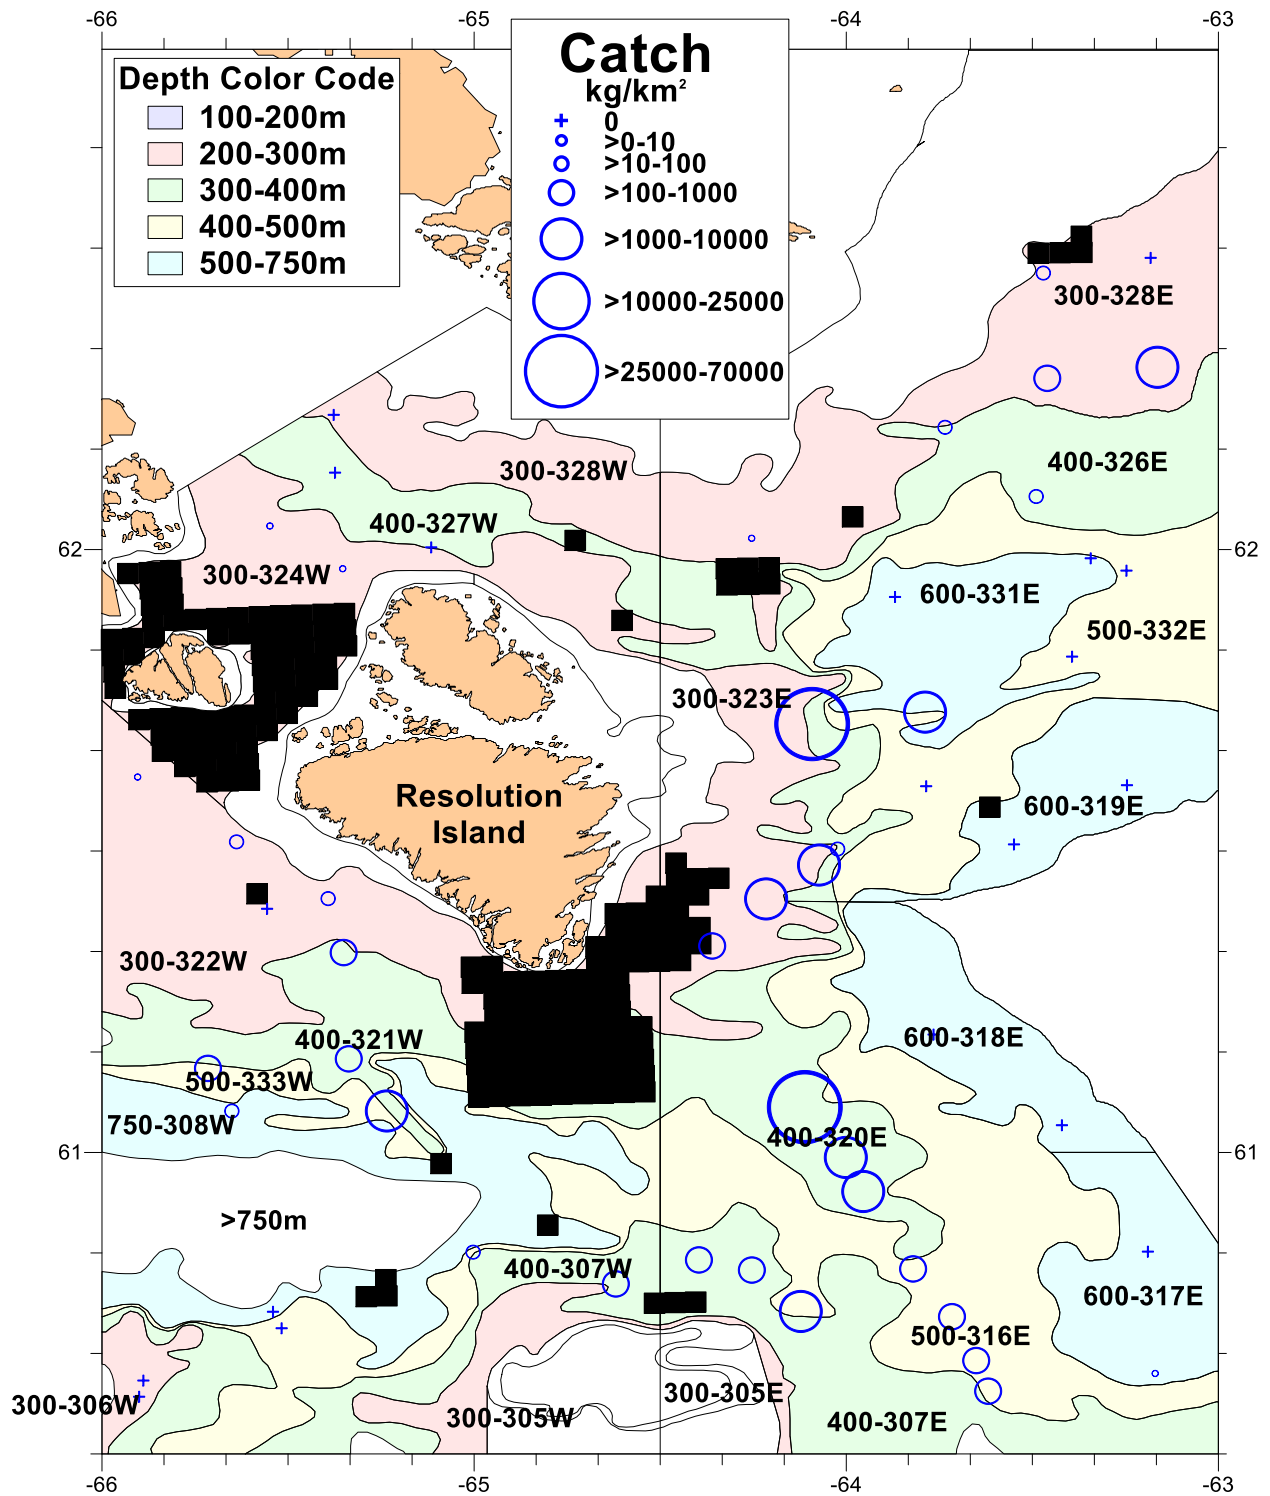 -66
-65
-64
-63
Depth Color Code
100-200m
200-300m
300-400m
400-500m
500-750m
Catch
kg/km²
0
>0-10
>10-100
>100-1000
>1000-10000
>10000-25000
>25000-70000
300-328E
400-326E
300-328W
400-327W
62
62
300-324W
600-331E
500-332E
300-323E
Resolution
Island
600-319E
300-322W
400-321W
600-318E
500-333W
750-308W
400-320E
61
61
>750m
400-307W
600-317E
500-316E
300-306W
300-305W
300-305E
400-307E
-66
-65
-64
-63